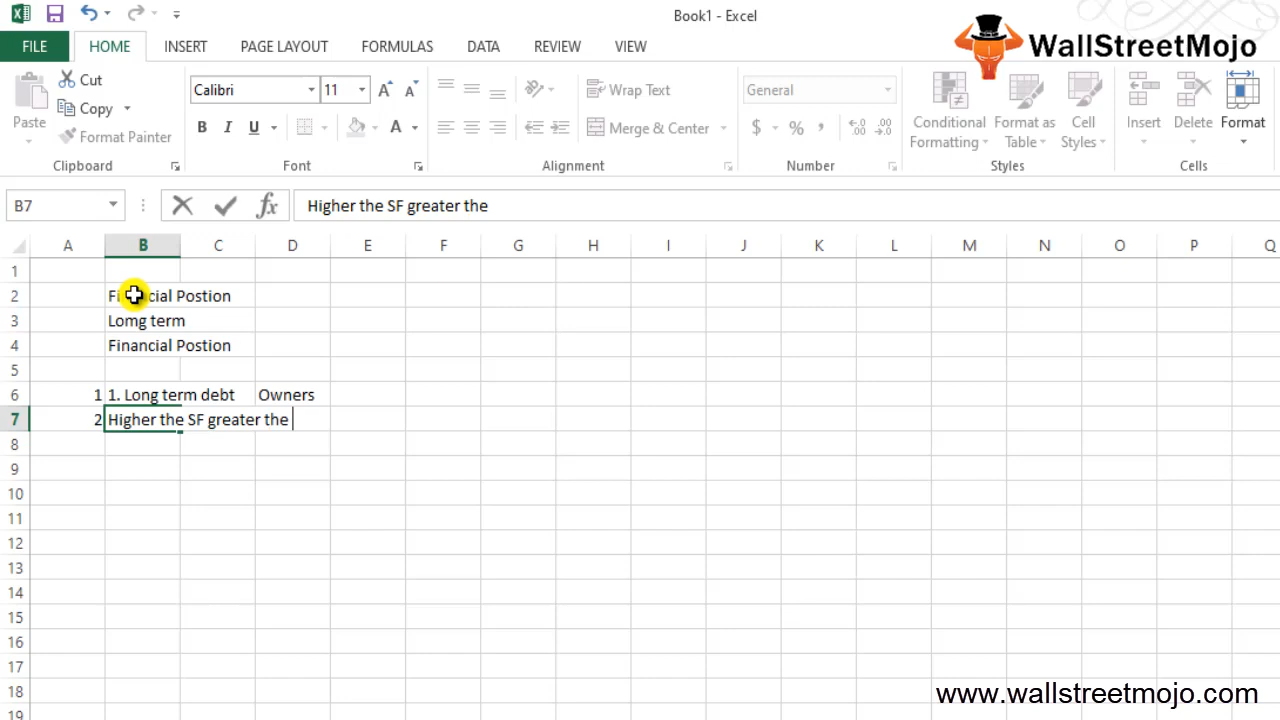 Book1 - Excel
WallStreetMojo
FILE HOME INSERT PAGE LAYOUT FORMULAS DATA REVIEW VIEW
Paste
Cut
Copy
Format Painter
Clipboard
Calibri 11
B I U A
Font
Wrap Text
Merge & Center
Alignment
General
$ % ,
Number
Conditional Formatting
Format as Table
Cell Styles
Styles
Insert Delete Format
Cells
B7 fx Higher the SF greater the
A B C D E F G H I J K L M N O P Q
1
2 Financial Postion
3 Lomg term
4 Financial Postion
5
6 1 1. Long term debt Owners
7 2 Higher the SF greater the
8
9
10
11
12
13
14
15
16
17
18
19
www.wallstreetmojo.com